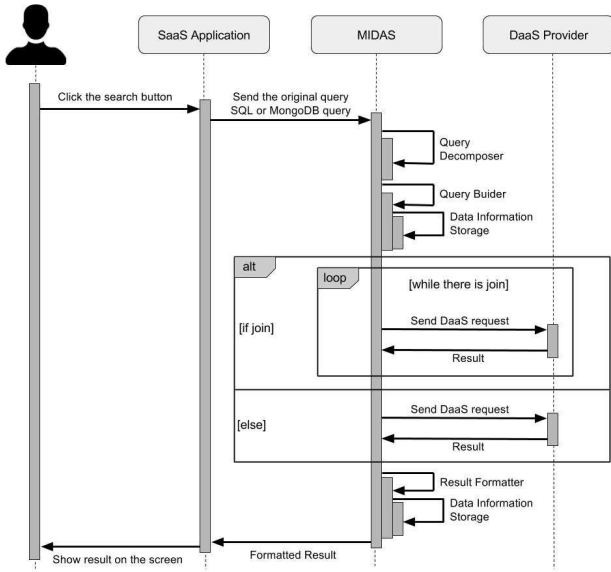 SaaS Application
MIDAS
DaaS Provider
Click the search button
Send the original query
SQL or MongoDB query
Query
Decomposer
Query Buider
Data Information
Storage
alt
loop
[while there is join]
[if join]
Send DaaS request
Result
[else]
Send DaaS request
Result
Result Formatter
Data Information
Storage
Formatted Result
Show result on the screen